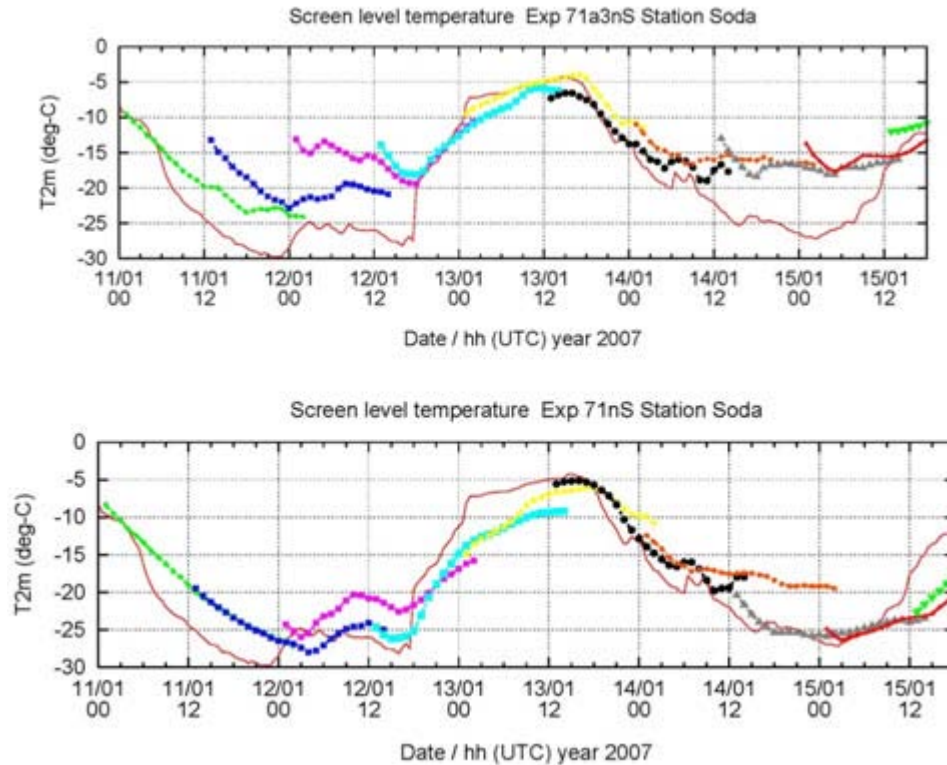 Screen level temperature Exp 71a3nS Station Soda
0
-5
-10
-15
-20
-25
-30
T2m (deg-C)
11/01 11/01 12/01 12/01 13/01 13/01 14/01 14/01 15/01 15/01
00 12 00 12 00 12 00 12 00 12
Date / hh (UTC) year 2007
Screen level temperature Exp 71nS Station Soda
0
-5
-10
-15
-20
-25
-30
T2m (deg-C)
11/01 11/01 12/01 12/01 13/01 13/01 14/01 14/01 15/01 15/01
00 12 00 12 00 12 00 12 00 12
Date / hh (UTC) year 2007